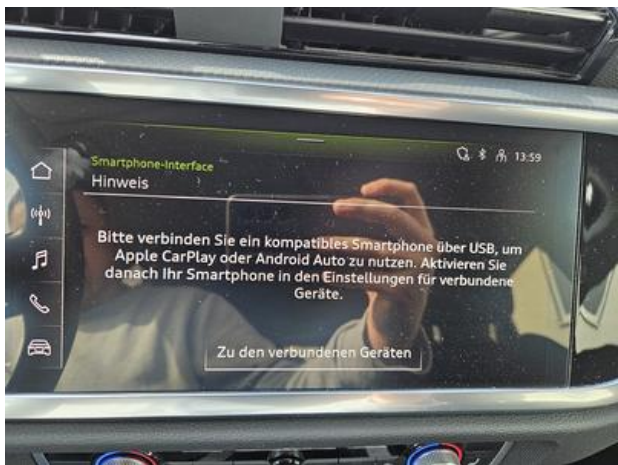 13:59
Smartphone-Interface
Hinweis
Bitte verbinden Sie ein kompatibles Smartphone über USB, um
Apple CarPlay oder Android Auto zu nutzen. Aktivieren Sie
danach Ihr Smartphone in den Einstellungen für verbundene
Geräte.
Zu den verbundenen Geräten